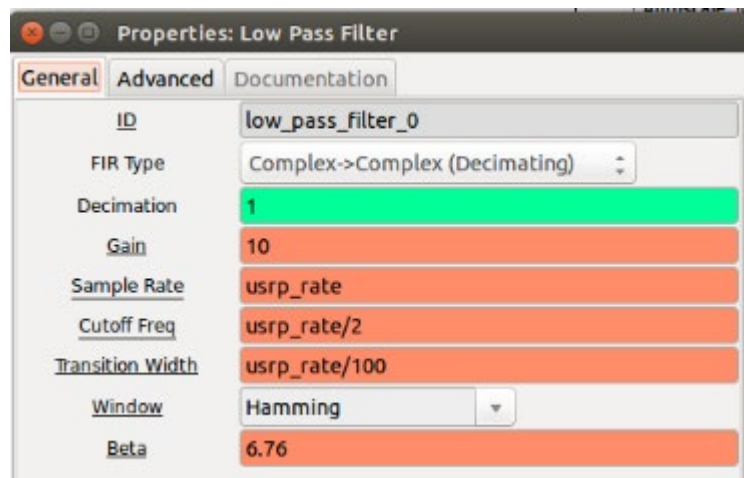 Properties: Low Pass Filter
General Advanced Documentation
ID low_pass_filter_0
FIR Type Complex->Complex (Decimating)
Decimation 1
Gain 10
Sample Rate usrp_rate
Cutoff Freq usrp_rate/2
Transition Width usrp_rate/100
Window Hamming
Beta 6.76